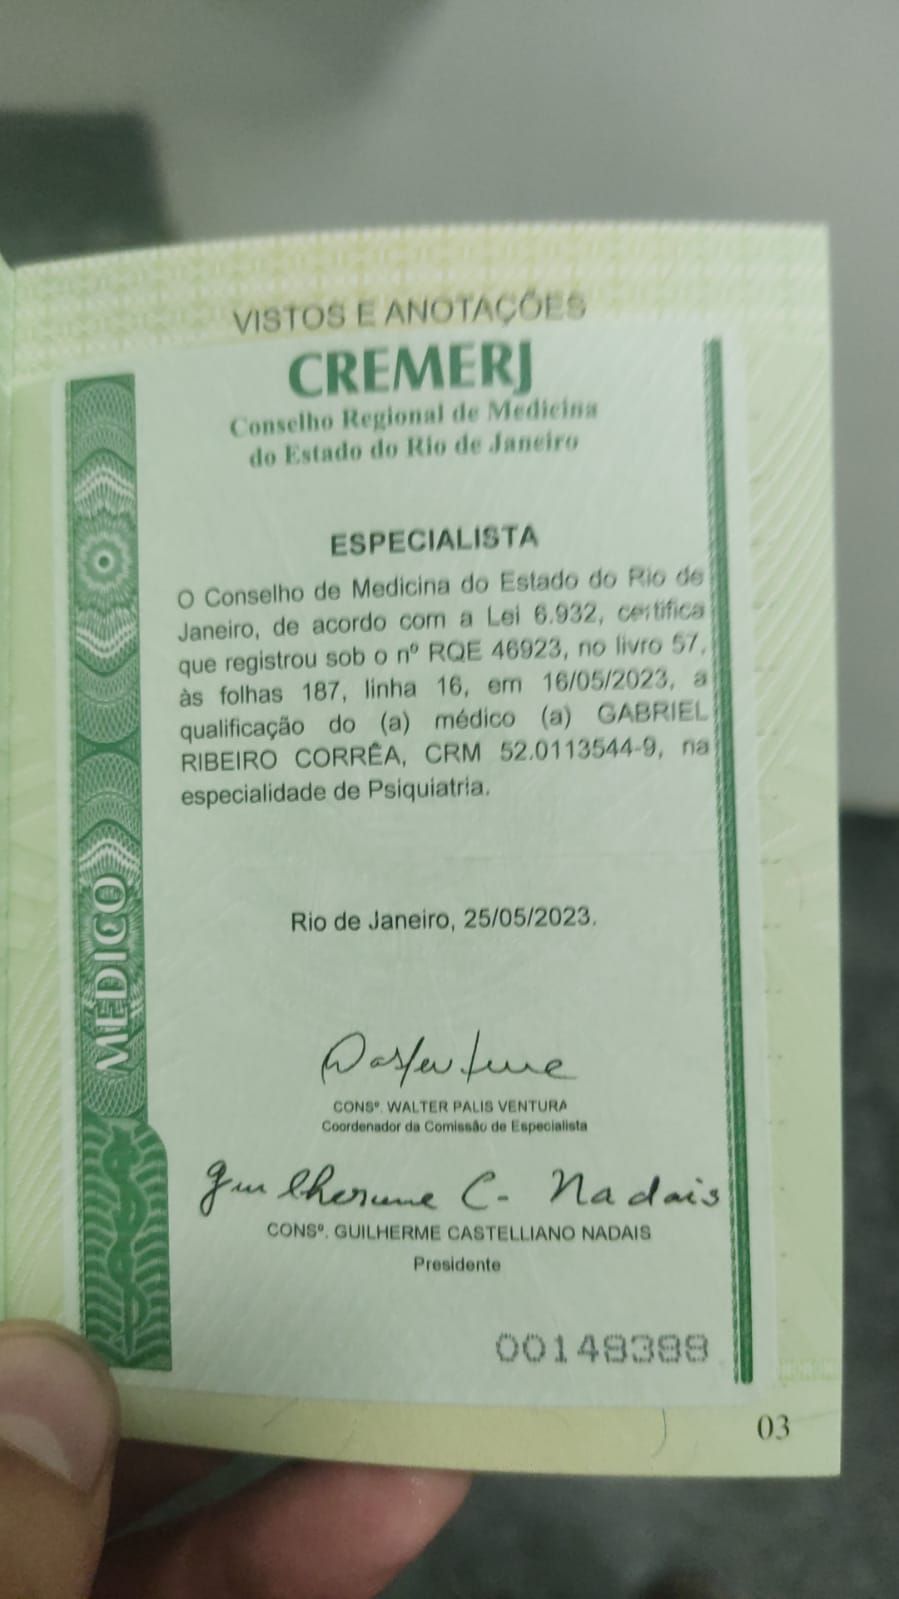 VISTOS E ANOTAÇÕES
CREMERJ
Conselho Regional de Medicina
do Estado do Rio de Janeiro
ESPECIALISTA
O Conselho de Medicina do Estado do Rio de
Janeiro, de acordo com a Lei 6.932, certifica
que registrou sob o nº RQE 46923, no livro 57,
às folhas 187, linha 16, em 16/05/2023, a
qualificação do (a) médico (a) GABRIEL
RIBEIRO CORRÊA, CRM 52.0113544-9, na
especialidade de Psiquiatria.
MÉDICO
Rio de Janeiro, 25/05/2023.
CONSº. WALTER PALIS VENTURA
Coordenador da Comissão de Especialista
Guilherme C. Nadais
CONSº. GUILHERME CASTELLIANO NADAIS
Presidente
00148388
03